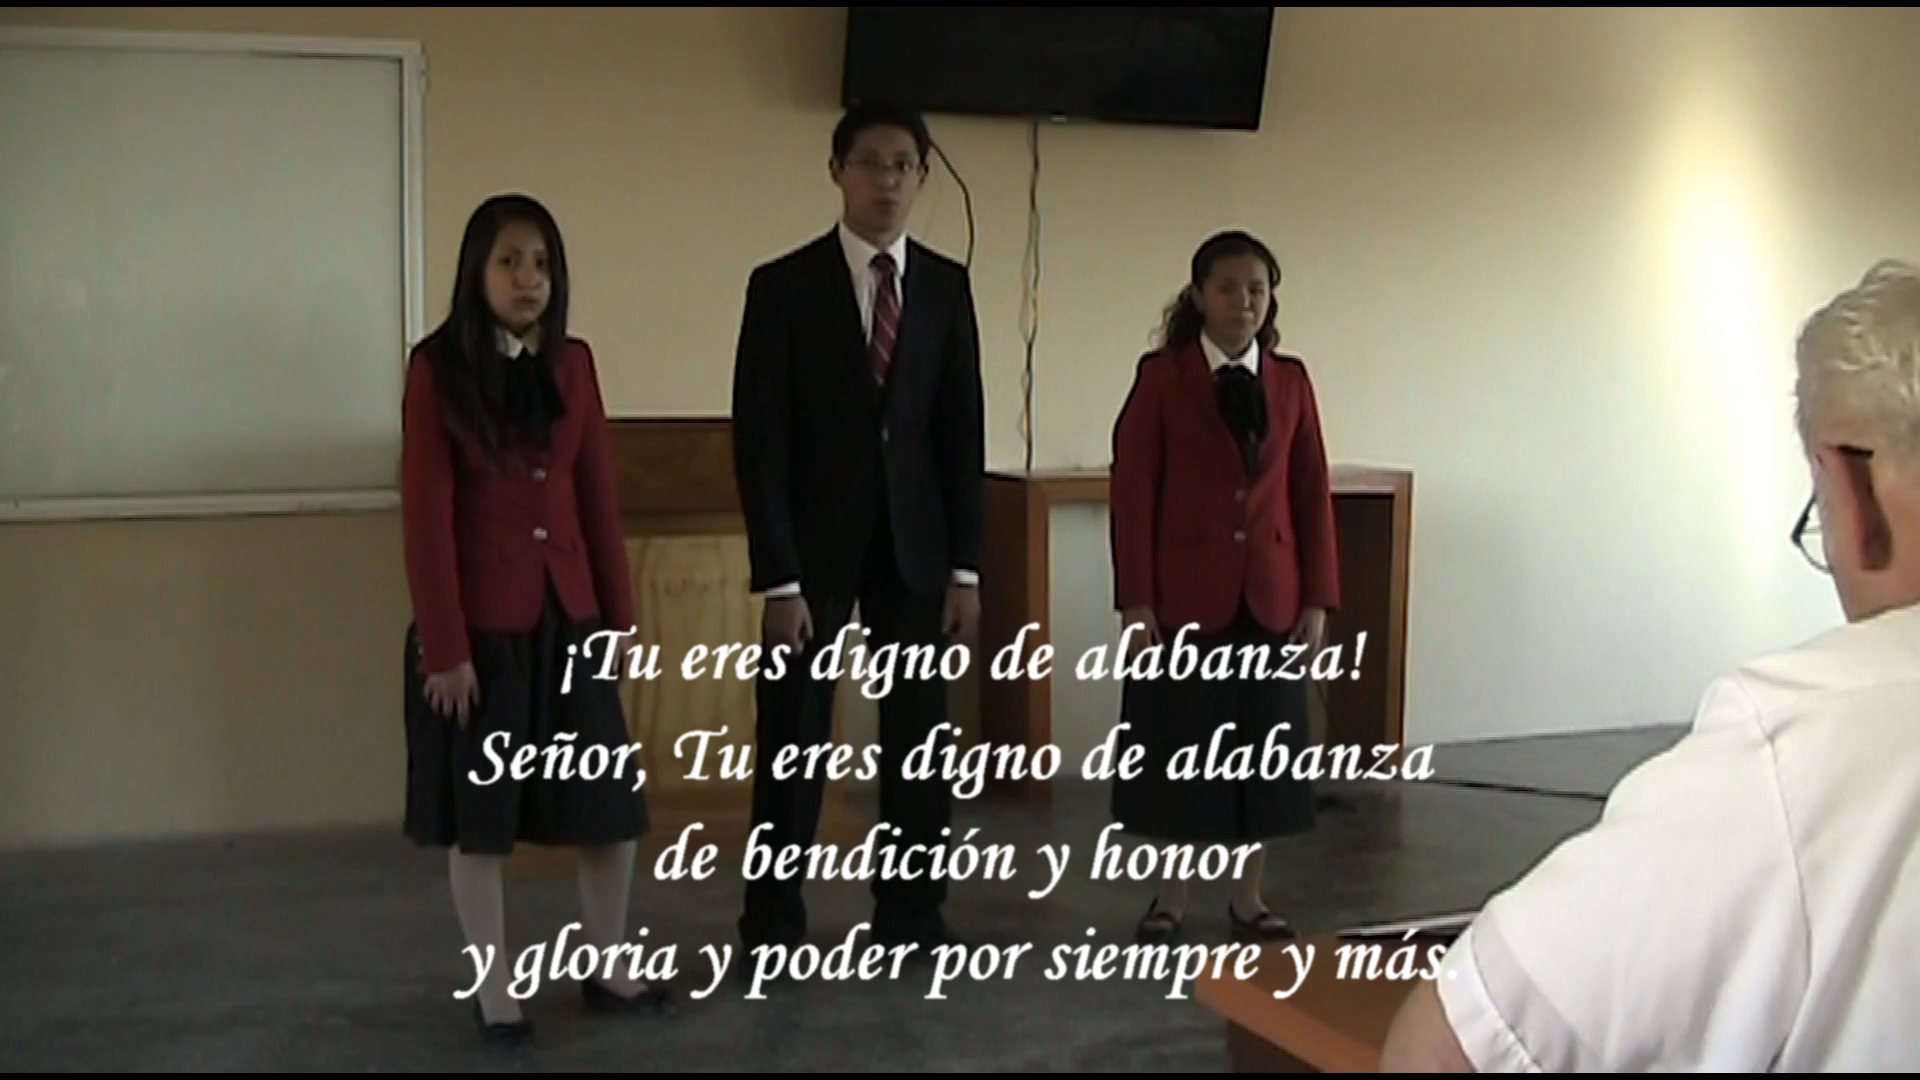 ¡Tu eres digno de alabanza!
Señor, Tu eres digno de alabanza
de bendición y honor
y gloria y poder por siempre y más.